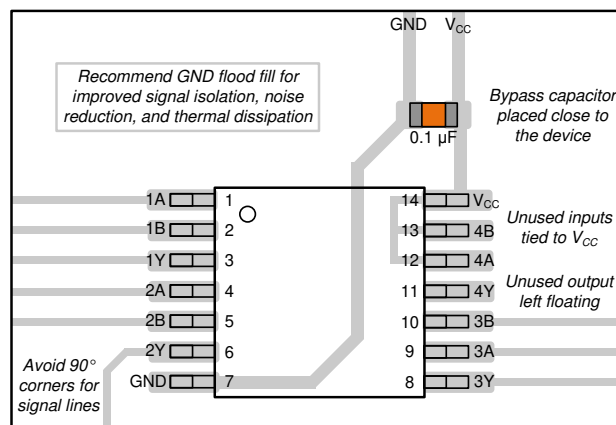 GND V_CC
Recommend GND flood fill for
improved signal isolation, noise
reduction, and thermal dissipation
Bypass capacitor
placed close to
the device
0.1 µF
1A 1 14 V_CC
1B 2 13 4B
1Y 3 12 4A
2A 4 11 4Y
2B 5 10 3B
2Y 6 9 3A
GND 7 8 3Y
Unused inputs
tied to V_CC
Unused output
left floating
Avoid 90°
corners for
signal lines